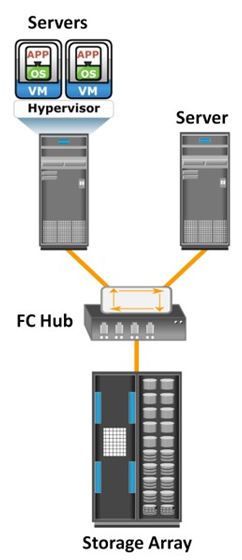 Servers
APP APP
OS OS
VM VM
Hypervisor
Server
FC Hub
Storage Array